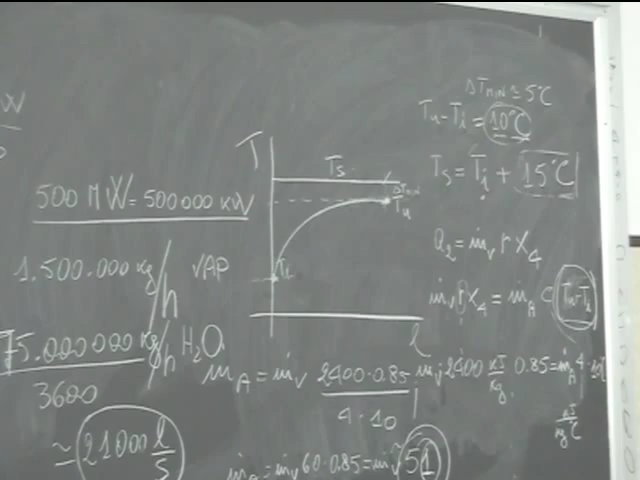 W
ΔTmin ≃ 5°C
Tu - Ti = 10°C
T
Ts
Ts = Ti + 15°C
ΔTmin
Tu
500 MW = 500000 KW
Q2 = ṁv r X4
1.500.000 Kg/h VAP
Ti
ṁv r X4 = ṁA c (Tu-Ti)
l
75.000000 Kg/h H2O
3600
ṁA = ṁv 2400·0.85 / 4·10
ṁv 2400 KJ/Kg 0.85 = ṁA 4 · 10
KJ/Kg°C
≃ 21000 l/s
ṁA = ṁv 60·0.85 = ṁv 51